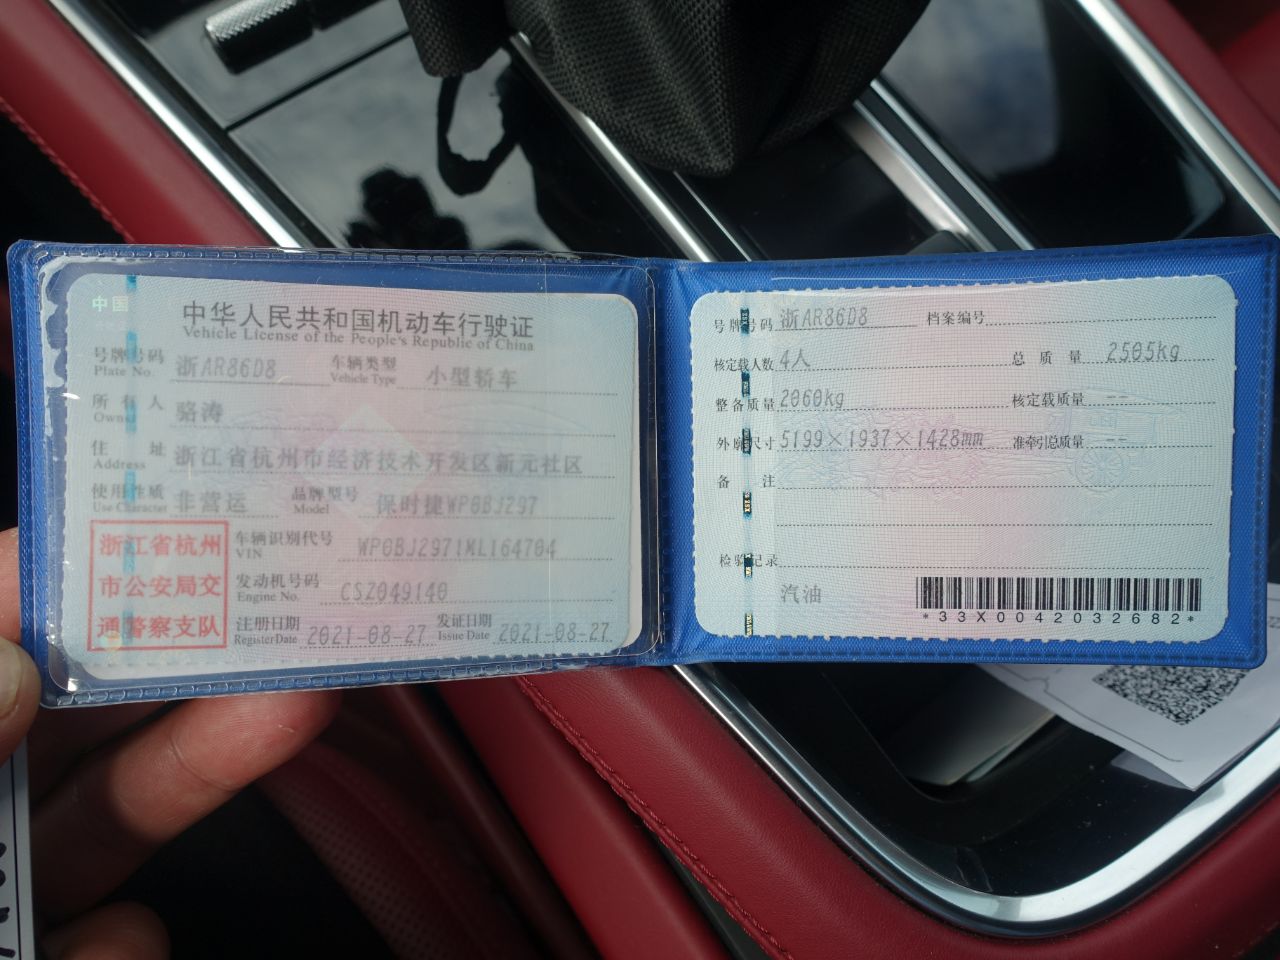 中国
中华人民共和国机动车行驶证
Vehicle License of the People's Republic of China
号牌号码 浙AR86D8 车辆类型 小型轿车
Plate No. Vehicle Type
所有人 骆涛
Owner
住址 浙江省杭州市经济技术开发区新元社区
Address
使用性质 非营运 品牌型号 保时捷WP0BJ297
Use Character Model
浙江省杭州
市公安局交
通警察支队
车辆识别代号 WP0BJ2971ML164704
VIN
发动机号码 CSZ049140
Engine No.
注册日期 2021-08-27 发证日期 2021-08-27
Register Date Issue Date
号牌号码 浙AR86D8 档案编号
核定载人数 4人 总质量 2505kg
整备质量 2060kg 核定载质量 --
外廓尺寸 5199×1937×1428mm 准牵引总质量 --
备注
检验记录
汽油
*33X0042032682*